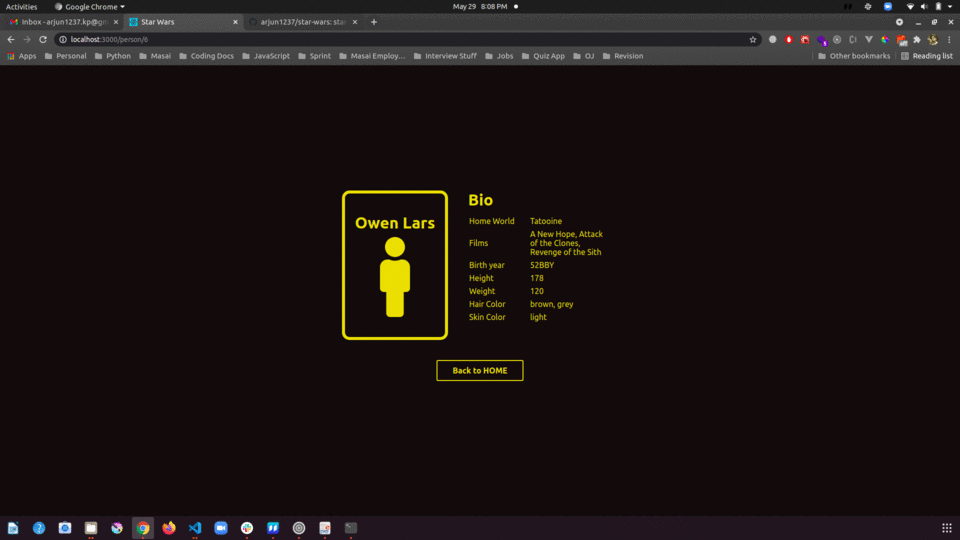 Activities
Google Chrome
May 29 8:08 PM
Inbox - arjun1237.kp@gm
Star Wars
arjun1237/star-wars: star
localhost:3000/person/6
Apps
Personal
Python
Masai
Coding Docs
JavaScript
Sprint
Masai Employ…
Interview Stuff
Jobs
Quiz App
OJ
Revision
Other bookmarks
Reading list
Owen Lars
Bio
Home World Tatooine
Films A New Hope, Attack
of the Clones,
Revenge of the Sith
Birth year 52BBY
Height 178
Weight 120
Hair Color brown, grey
Skin Color light
Back to HOME